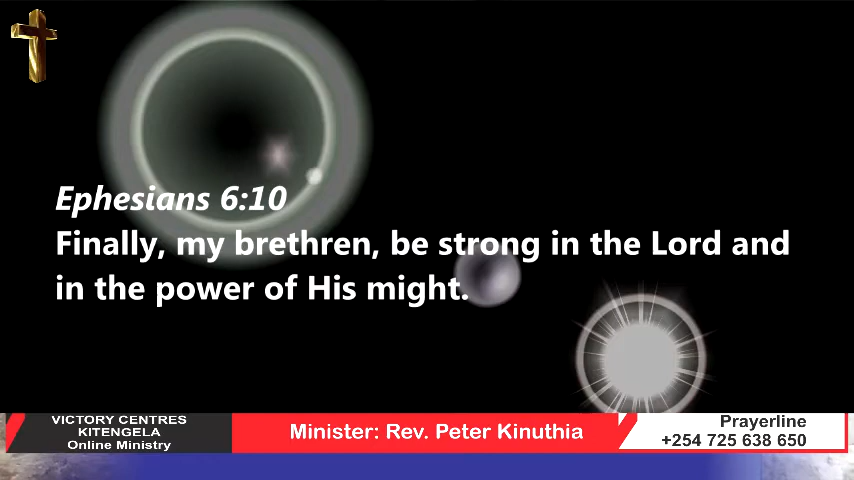 Ephesians 6:10
Finally, my brethren, be strong in the Lord and
in the power of His might.
VICTORY CENTRES
KITENGELA
Online Ministry
Minister: Rev. Peter Kinuthia
Prayerline
+254 725 638 650